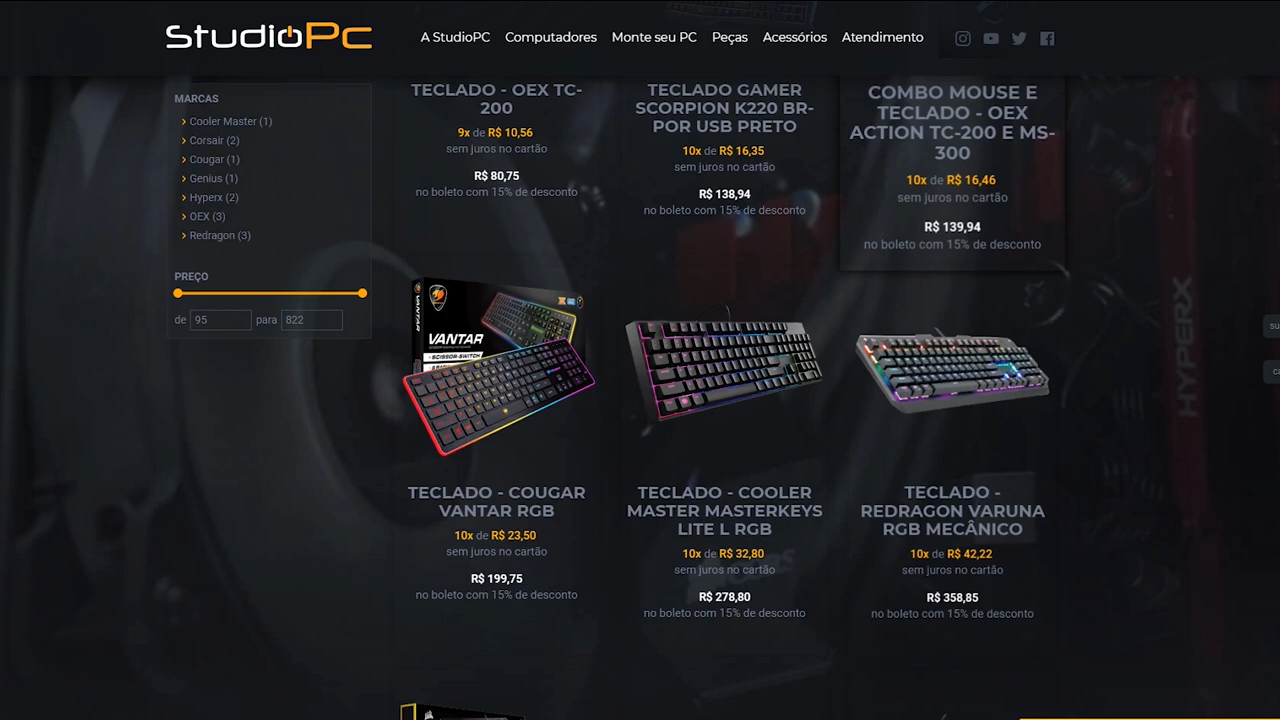 StudioPc
A StudioPC
Computadores
Monte seu PC
Peças
Acessórios
Atendimento
MARCAS
Cooler Master (1)
Corsair (2)
Cougar (1)
Genius (1)
Hyperx (2)
OEX (3)
Redragon (3)
PREÇO
de 95 para 822
TECLADO - OEX TC-
200
9x de R$ 10,56
sem juros no cartão
R$ 80,75
no boleto com 15% de desconto
TECLADO GAMER
SCORPION K220 BR-
POR USB PRETO
10x de R$ 16,35
sem juros no cartão
R$ 138,94
no boleto com 15% de desconto
COMBO MOUSE E
TECLADO - OEX
ACTION TC-200 E MS-
300
10x de R$ 16,46
sem juros no cartão
R$ 139,94
no boleto com 15% de desconto
VANTAR
VANTAR
SCISSOR-SWITCH
TECLADO - COUGAR
VANTAR RGB
10x de R$ 23,50
sem juros no cartão
R$ 199,75
no boleto com 15% de desconto
TECLADO - COOLER
MASTER MASTERKEYS
LITE L RGB
10x de R$ 32,80
sem juros no cartão
R$ 278,80
no boleto com 15% de desconto
TECLADO -
REDRAGON VARUNA
RGB MECÂNICO
10x de R$ 42,22
sem juros no cartão
R$ 358,85
no boleto com 15% de desconto
HYPERX
su
ca